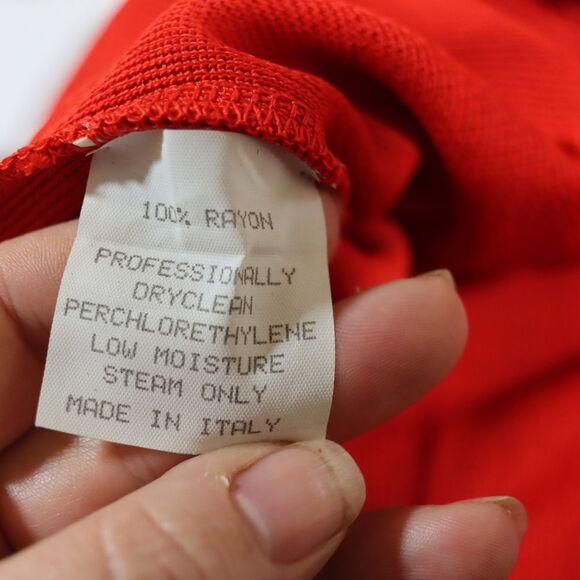 100% RAYON
PROFESSIONALLY
DRYCLEAN
PERCHLORETHYLENE
LOW MOISTURE
STEAM ONLY
MADE IN ITALY